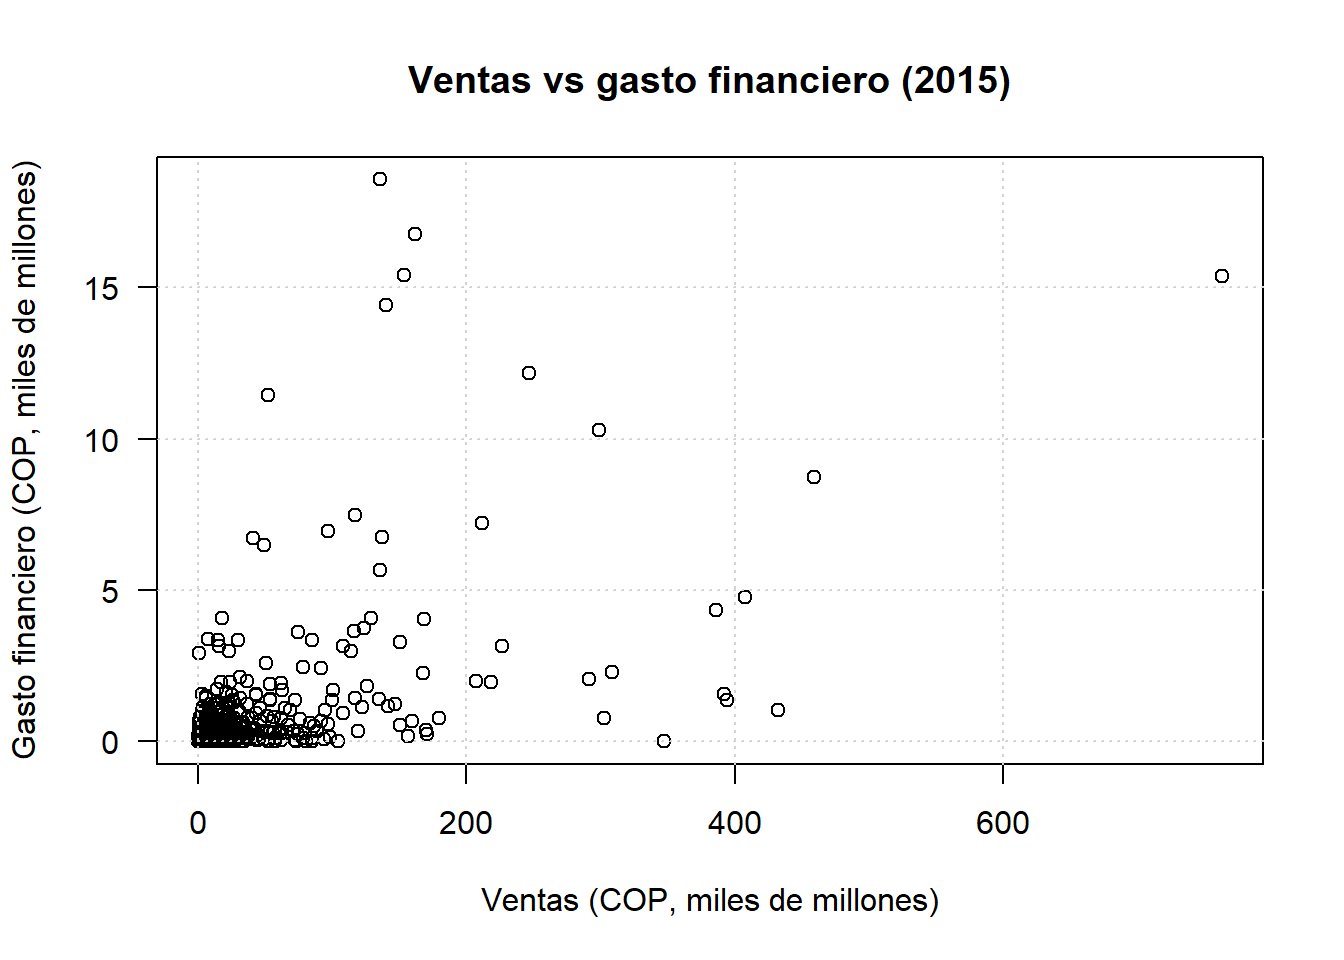 Ventas vs gasto financiero (2015)
Gasto financiero (COP, miles de millones)
15
10
5
0
0 200 400 600
Ventas (COP, miles de millones)